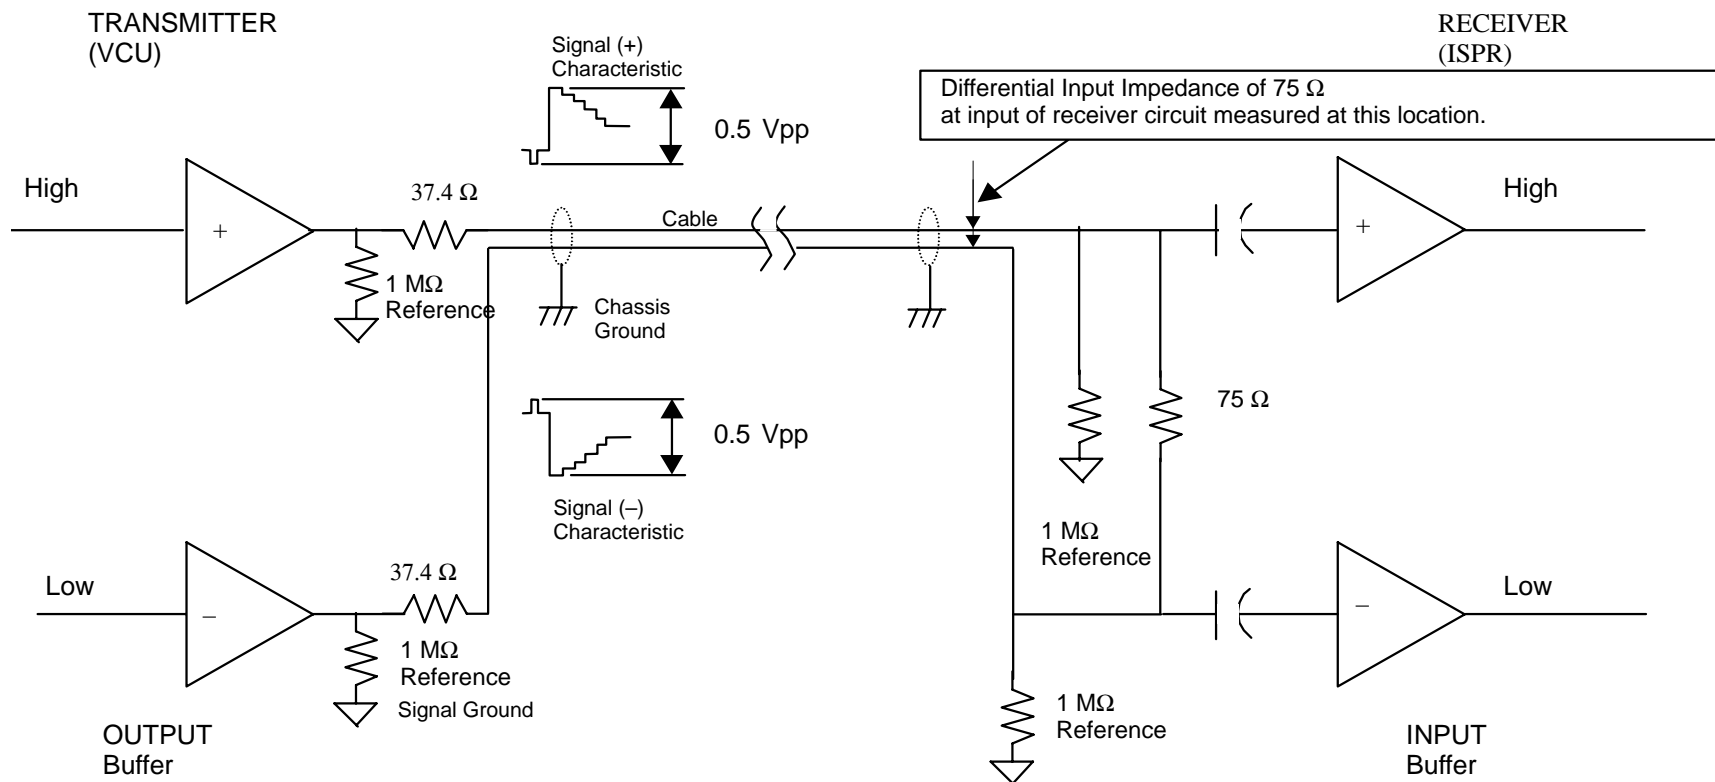 TRANSMITTER
(VCU)
RECEIVER
(ISPR)
Signal (+)
Characteristic
0.5 Vpp
Differential Input Impedance of 75 Ω
at input of receiver circuit measured at this location.
High
37.4 Ω
Cable
High
+
+
1 MΩ
Reference
Chassis
Ground
75 Ω
0.5 Vpp
Signal (–)
Characteristic
1 MΩ
Reference
Low
37.4 Ω
Low
–
–
1 MΩ
Reference
Signal Ground
1 MΩ
Reference
OUTPUT
Buffer
INPUT
Buffer